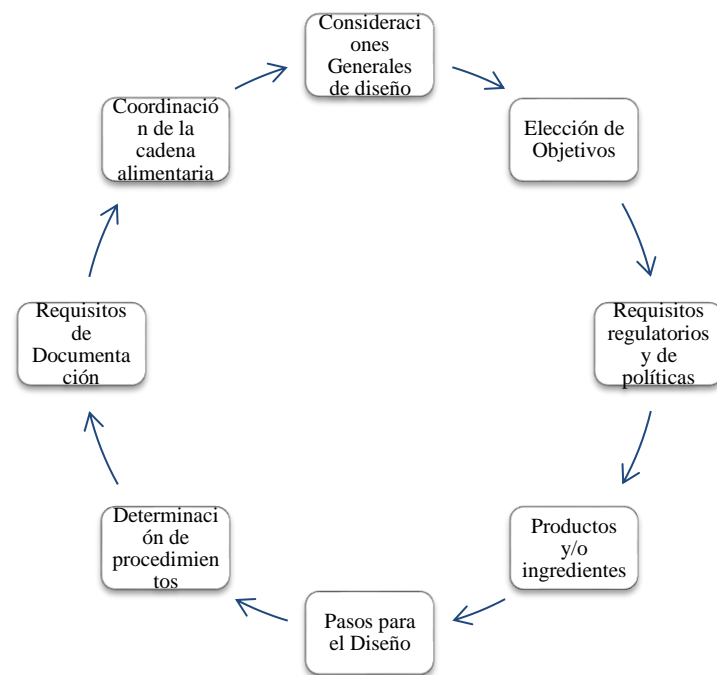 Consideraci
ones
Generales
de diseño
Elección de
Objetivos
Requisitos
regulatorios
y de
políticas
Productos
y/o
ingredientes
Pasos para
el Diseño
Determinaci
ón de
procedimien
tos
Requisitos
de
Documenta
ción
Coordinació
n de la
cadena
alimentaria